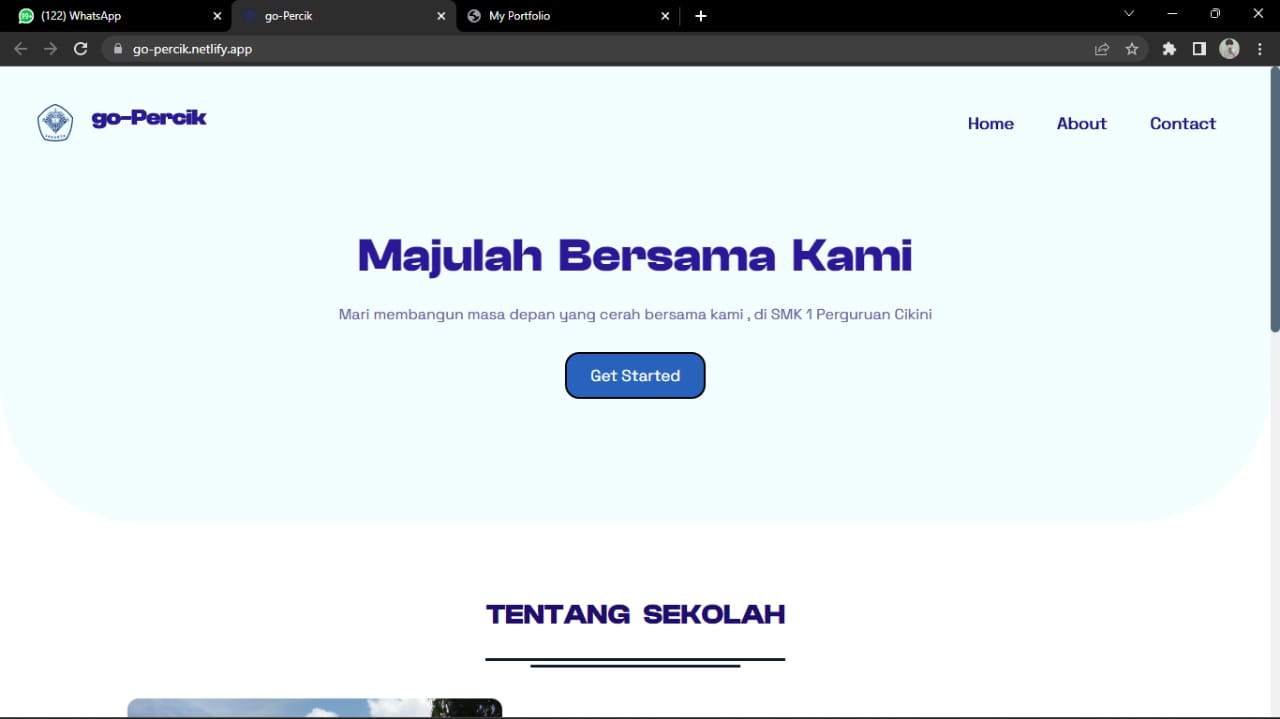 (122) WhatsApp
go-Percik
My Portfolio
go-percik.netlify.app
go-Percik
Home
About
Contact
Majulah Bersama Kami
Mari membangun masa depan yang cerah bersama kami , di SMK 1 Perguruan Cikini
Get Started
TENTANG SEKOLAH